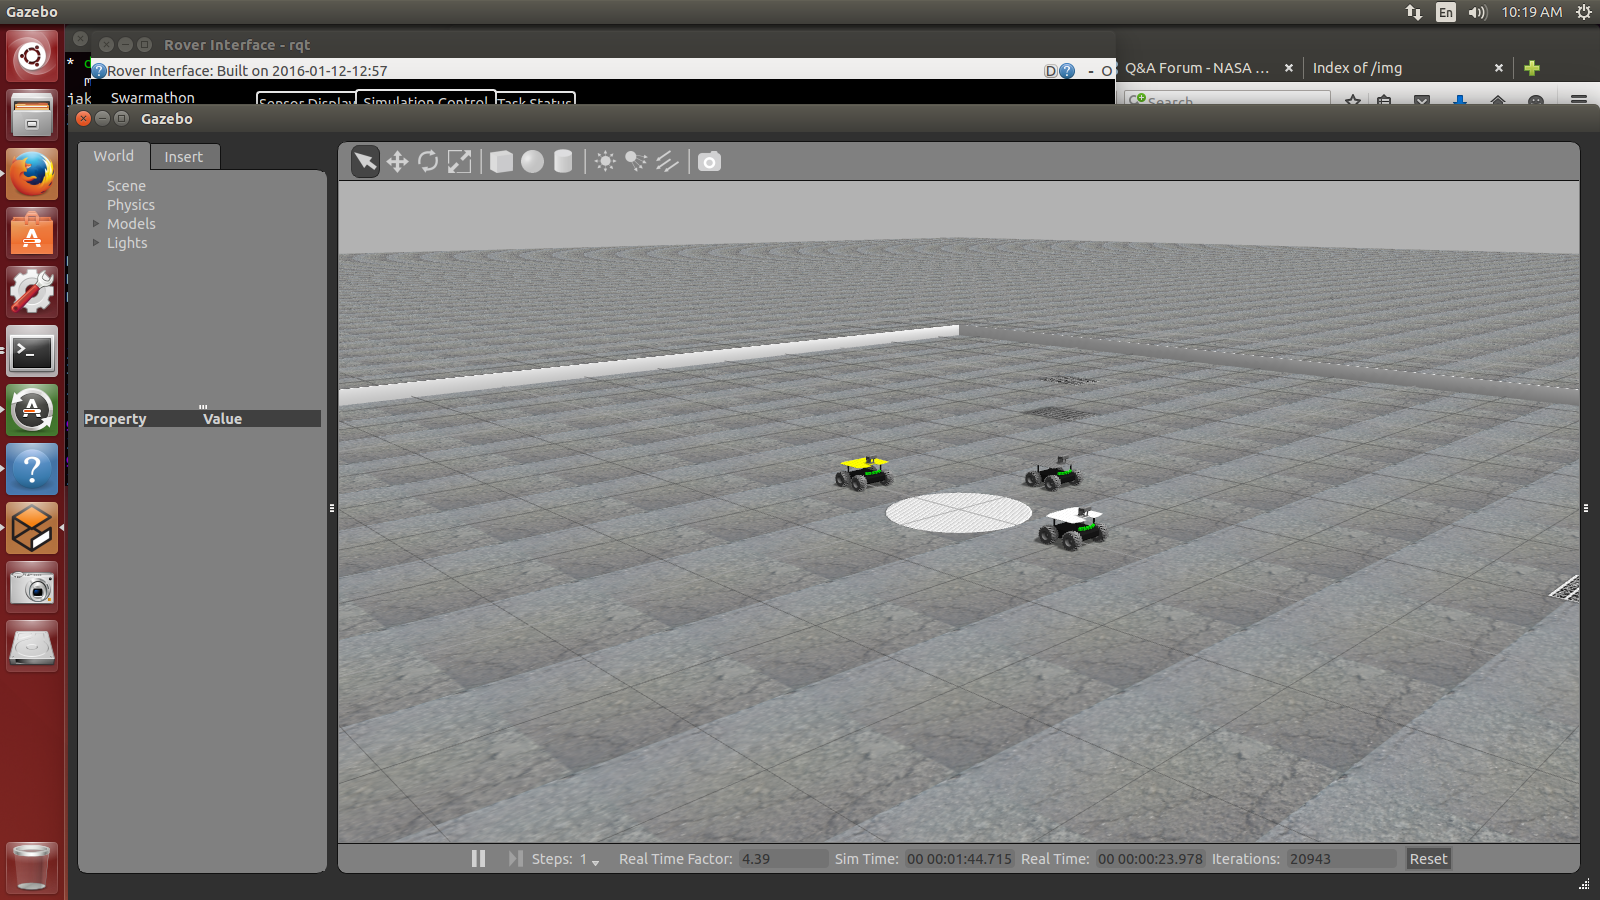 Gazebo
En
10:19 AM
Rover Interface - rqt
Rover Interface: Built on 2016-01-12-12:57
D
- O
Q&A Forum - NASA ...
Index of /img
Swarmathon
Sensor Display
Simulation Control
Task Status
Search
jak
Gazebo
World
Insert
Scene
Physics
Models
Lights
Property Value
Steps: 1
Real Time Factor: 4.39
Sim Time: 00 00:01:44.715
Real Time: 00 00:00:23.978
Iterations: 20943
Reset